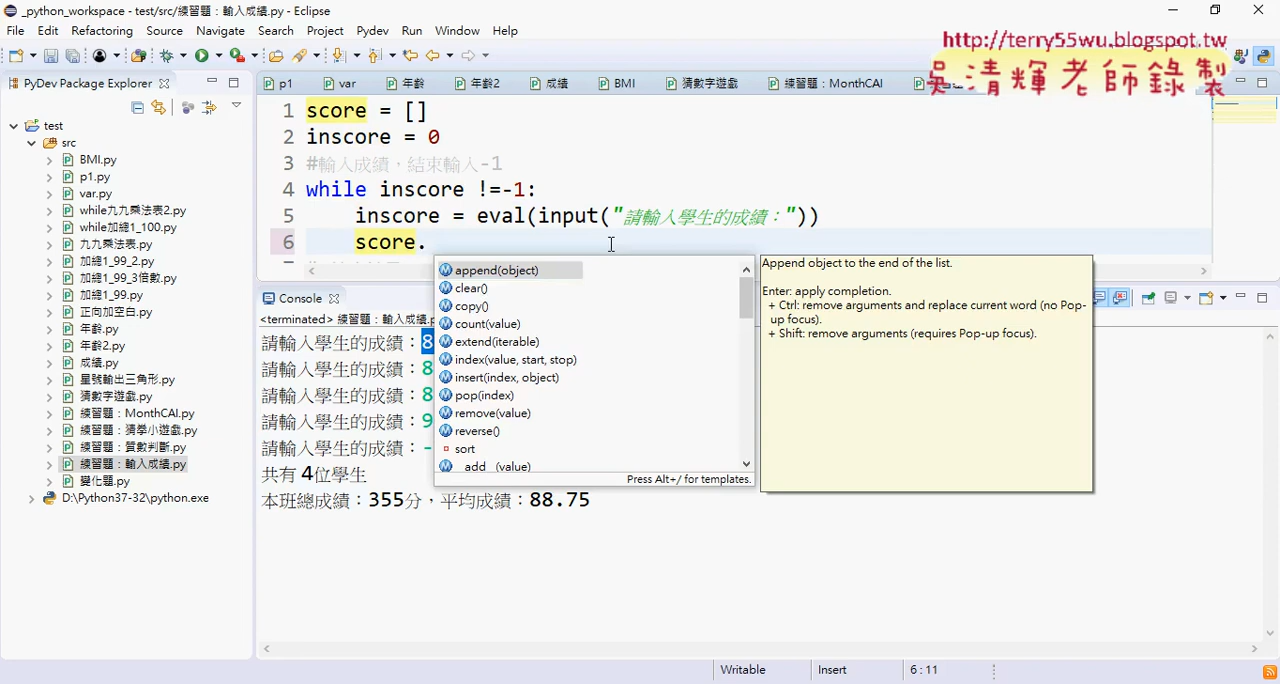 _python_workspace - test/src/練習題：輸入成績.py - Eclipse
File Edit Refactoring Source Navigate Search Project Pydev Run Window Help
http://terry55wu.blogspot.tw
吳清輝老師錄製
PyDev Package Explorer
p1 var 年齡 年齡2 成績 BMI 猜數字遊戲 練習題：MonthCAI
test
src
BMI.py
p1.py
var.py
while九九乘法表2.py
while加總1_100.py
九九乘法表.py
加總1_99_2.py
加總1_99_3倍數.py
加總1_99.py
正向加空白.py
年齡.py
年齡2.py
成績.py
星號輸出三角形.py
猜數字遊戲.py
練習題：MonthCAI.py
練習題：猜拳小遊戲.py
練習題：質數判斷.py
練習題：輸入成績.py
變化題.py
D:\Python37-32\python.exe
1 score = []
2 inscore = 0
3 #輸入成績，結束輸入-1
4 while inscore !=-1:
5 inscore = eval(input("請輸入學生的成績："))
6 score.
append(object)
clear()
copy()
count(value)
extend(iterable)
index(value, start, stop)
insert(index, object)
pop(index)
remove(value)
reverse()
sort
__add__(value)
Press Alt+/ for templates.
Append object to the end of the list.
Enter: apply completion.
+ Ctrl: remove arguments and replace current word (no Pop-
up focus).
+ Shift: remove arguments (requires Pop-up focus).
Console
<terminated> 練習題：輸入成績.p
請輸入學生的成績：8
請輸入學生的成績：8
請輸入學生的成績：8
請輸入學生的成績：9
請輸入學生的成績：-
共有 4位學生
本班總成績：355分，平均成績：88.75
Writable Insert 6 : 11